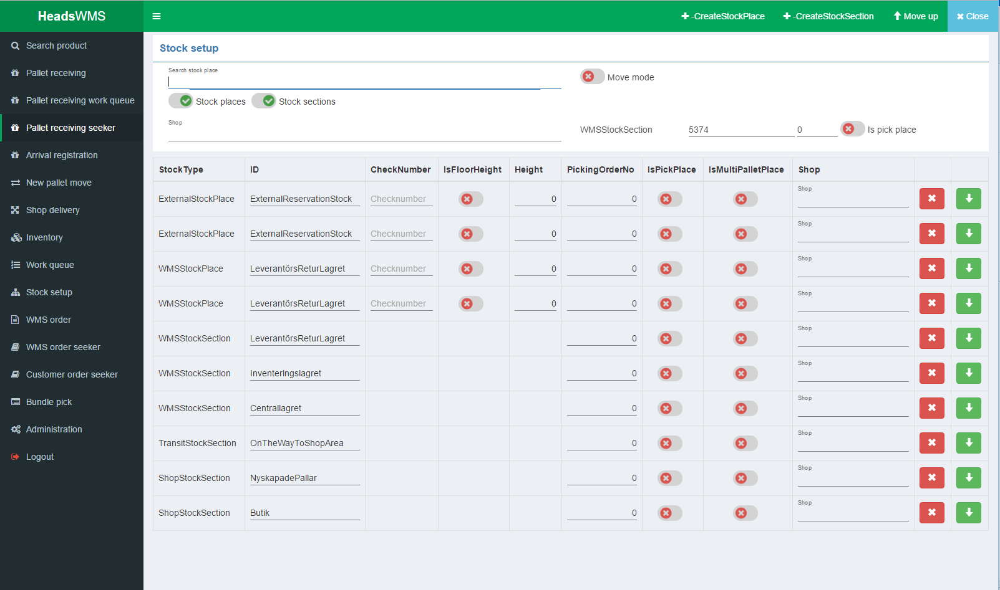 HeadsWMS
-CreateStockPlace -CreateStockSection Move up Close
Search product
Pallet receiving
Pallet receiving work queue
Pallet receiving seeker
Arrival registration
New pallet move
Shop delivery
Inventory
Work queue
Stock setup
WMS order
WMS order seeker
Customer order seeker
Bundle pick
Administration
Logout
Stock setup
Search stock place
Move mode
Stock places Stock sections
Shop
WMSStockSection 5374 0 Is pick place
StockType ID CheckNumber IsFloorHeight Height PickingOrderNo IsPickPlace IsMultiPalletPlace Shop
Shop
ExternalStockPlace ExternalReservationStock Checknumber 0 0
Shop
ExternalStockPlace ExternalReservationStock Checknumber 0 0
Shop
WMSStockPlace LeverantörsReturLagret Checknumber 0 0
Shop
WMSStockPlace LeverantörsReturLagret Checknumber 0 0
Shop
WMSStockSection LeverantörsReturLagret 0
Shop
WMSStockSection Inventeringslagret 0
Shop
WMSStockSection Centrallagret 0
Shop
TransitStockSection OnTheWayToShopArea 0
Shop
ShopStockSection NyskapadePallar 0
Shop
ShopStockSection Butik 0